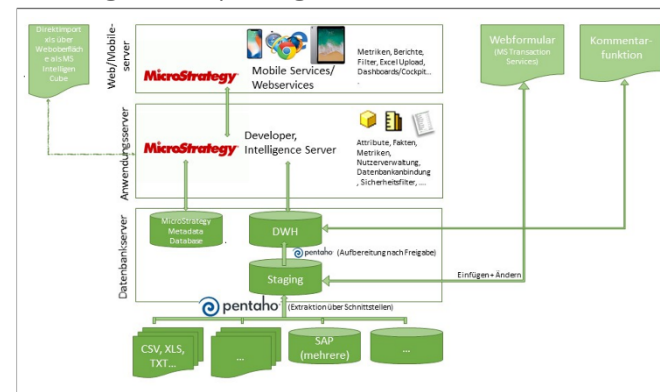 Direktimport
xls über
Weboberfläch
e als MS
Intelligen
Cube
Web/Mobile-
server
MicroStrategy
Mobile Services/
Webservices
Metriken, Berichte,
Filter, Excel Upload,
Dashboards/Cockpit...
.
Webformular
(MS Transaction
Services)
Kommentar-
funktion
Anwendungsserver
MicroStrategy
Developer,
Intelligence Server
Attribute, Fakten,
Metriken,
Nutzerverwaltung,
Datenbankanbindung
, Sicherheitsfilter, ....
Datenbankserver
MicroStrategy
Metadata
Database
DWH
pentaho (Aufbereitung nach Freigabe)
Staging
Einfügen + Ändern
pentaho (Extraktion über Schnittstellen)
CSV, XLS,
TXT...
...
SAP
(mehrere)
...